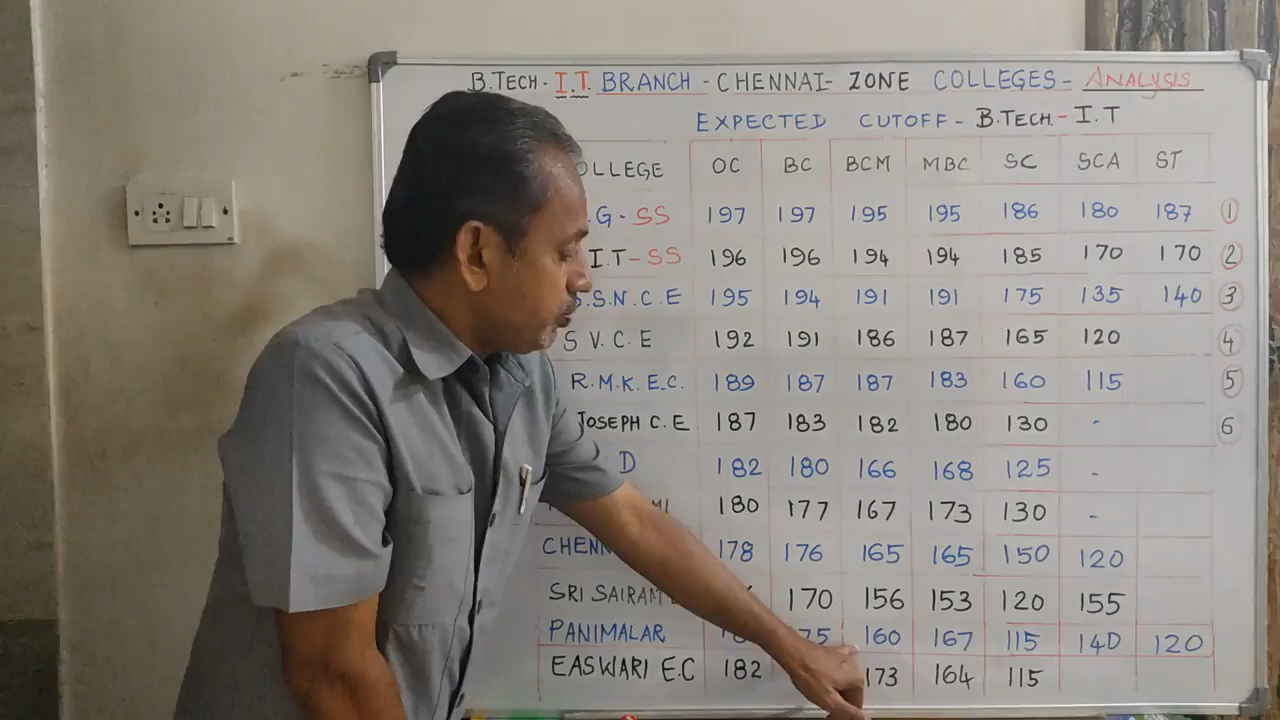 B.TECH - I.T. BRANCH - CHENNAI - ZONE COLLEGES - ANALYSIS
EXPECTED CUTOFF - B.TECH. - I.T
OLLEGE OC BC BCM MBC SC SCA ST
G - SS 197 197 195 195 186 180 187 1
I.T - SS 196 196 194 194 185 170 170 2
S.S.N.C.E 195 194 191 191 175 135 140 3
S V.C.E 192 191 186 187 165 120 4
R.M.K.E.C. 189 187 187 183 160 115 5
JOSEPH C.E 187 183 182 180 130 - 6
D 182 180 166 168 125 -
180 177 167 173 130 -
178 176 165 165 150 120
SRI SAIRAM 170 156 153 120 155
PANIMALAR 160 167 115 140 120
EASWARI E.C 182 173 164 115